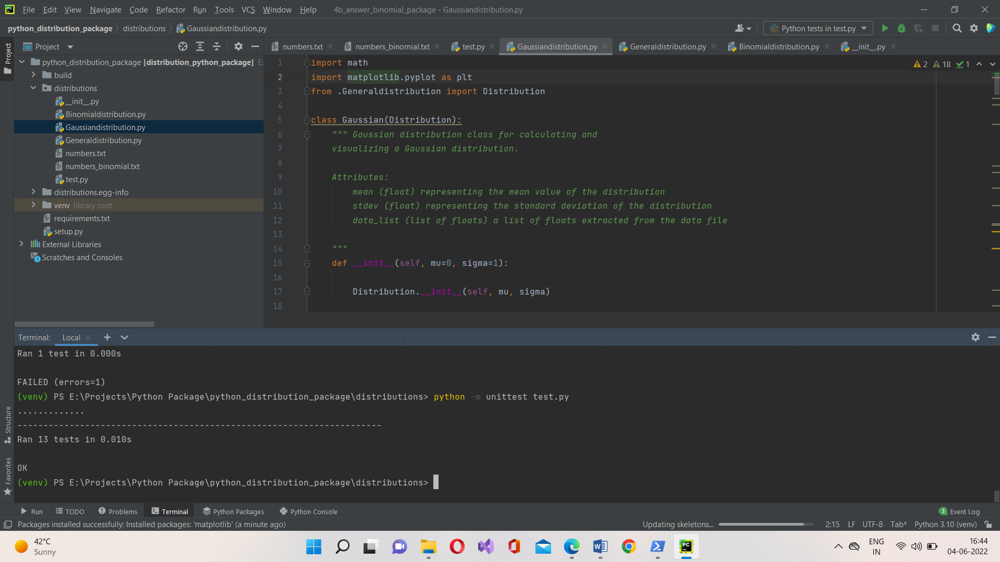 File Edit View Navigate Code Refactor Run Tools VCS Window Help 4b_answer_binomial_package - Gaussiandistribution.py
python_distribution_package distributions Gaussiandistribution.py Python tests in test.py
Project numbers.txt numbers_binomial.txt test.py Gaussiandistribution.py Generaldistribution.py Binomialdistribution.py __init__.py
Project
python_distribution_package [distribution_python_package] E:
build
distributions
__init__.py
Binomialdistribution.py
Gaussiandistribution.py
Generaldistribution.py
numbers.txt
numbers_binomial.txt
test.py
distributions.egg-info
venv library root
requirements.txt
setup.py
External Libraries
Scratches and Consoles
2 18 1
1 import math
2 import matplotlib.pyplot as plt
3 from .Generaldistribution import Distribution
4
5 class Gaussian(Distribution):
6 """ Gaussian distribution class for calculating and
7 visualizing a Gaussian distribution.
8
9 Attributes:
10 mean (float) representing the mean value of the distribution
11 stdev (float) representing the standard deviation of the distribution
12 data_list (list of floats) a list of floats extracted from the data file
13
14 """
15 def __init__(self, mu=0, sigma=1):
16
17 Distribution.__init__(self, mu, sigma)
18
Terminal: Local
Ran 1 test in 0.000s
FAILED (errors=1)
(venv) PS E:\Projects\Python Package\python_distribution_package\distributions> python -m unittest test.py
.............
----------------------------------------------------------------------
Ran 13 tests in 0.010s
OK
(venv) PS E:\Projects\Python Package\python_distribution_package\distributions>
Structure
Favorites
Run TODO Problems Terminal Python Packages Python Console 3 Event Log
Packages installed successfully: Installed packages: 'matplotlib' (a minute ago) Updating skeletons... 2:15 LF UTF-8 Tab* Python 3.10 (venv)
42°C
Sunny
ENG
IN
16:44
04-06-2022